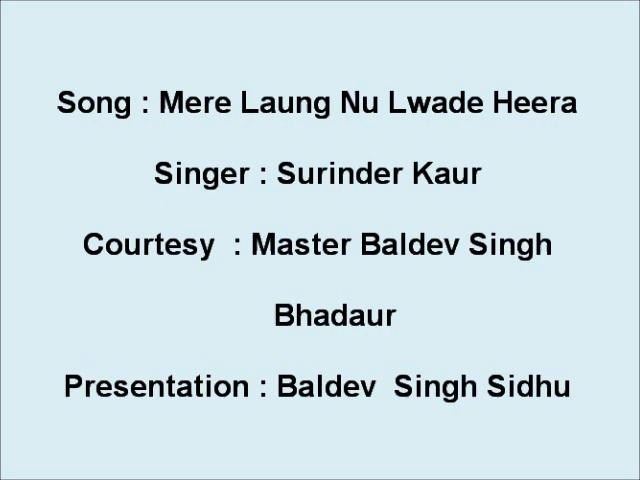 Song : Mere Laung Nu Lwade Heera
Singer : Surinder Kaur
Courtesy : Master Baldev Singh
Bhadaur
Presentation : Baldev Singh Sidhu